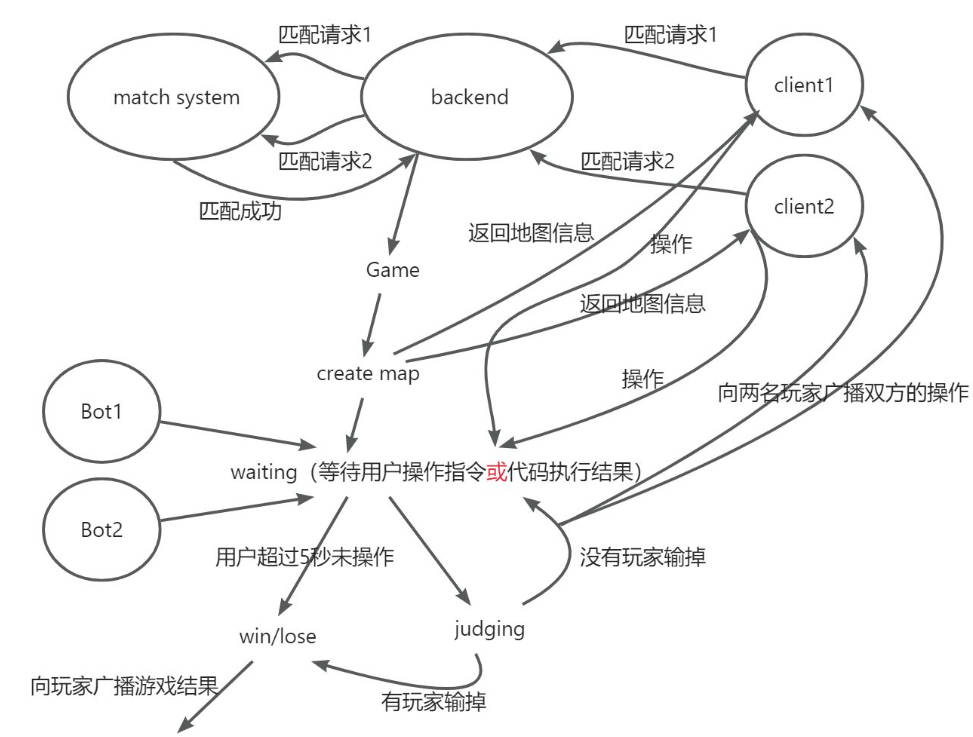 匹配请求1
匹配请求1
match system
backend
client1
匹配请求2
匹配请求2
client2
匹配成功
返回地图信息
操作
Game
返回地图信息
create map
操作
向两名玩家广播双方的操作
Bot1
waiting（等待用户操作指令或代码执行结果）
Bot2
用户超过5秒未操作
没有玩家输掉
win/lose
judging
向玩家广播游戏结果
有玩家输掉